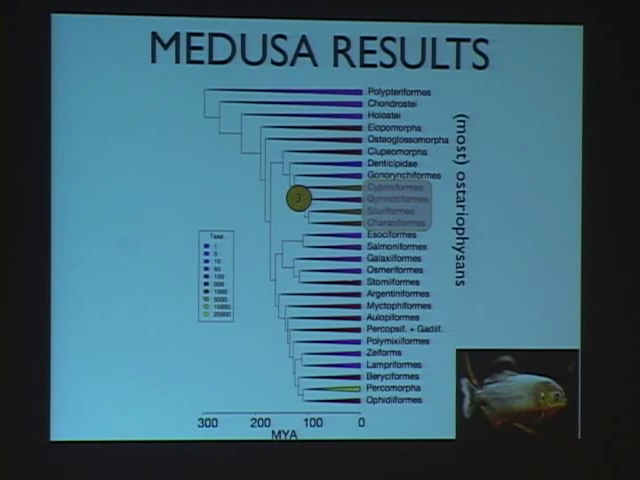 MEDUSA RESULTS
Polypteriformes
Chondrostei
Holostei
Elopomorpha
Osteoglossomorpha
Clupeomorpha
Denticipidae
Gonorynchiformes
Cypriniformes
Gymnotiformes
Siluriformes
Characiformes
Esociformes
Salmoniformes
Galaxiiformes
Osmeriformes
Stomiiformes
Argentiniformes
Myctophiformes
Aulopiformes
Percopsif. + Gadiif.
Polymixiiformes
Zeiforms
Lampriformes
Beryciformes
Percomorpha
Ophidiiformes
(most) ostariophysans
3
Taxa
1
5
10
50
100
500
1000
5000
10000
20000
300 200 100 0
MYA